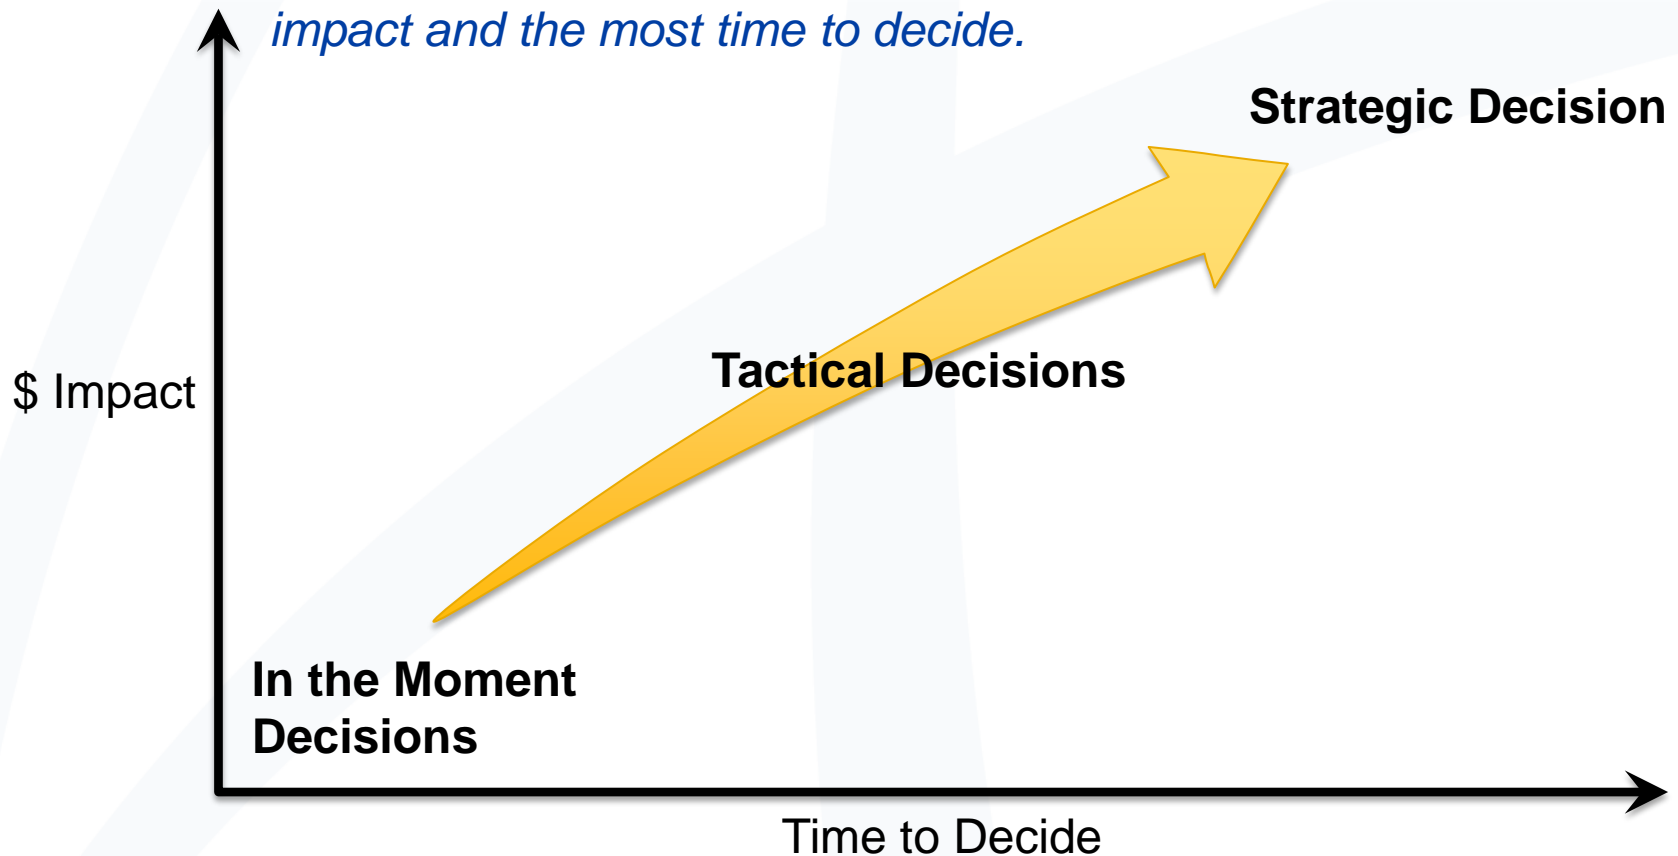 impact and the most time to decide.
Strategic Decision
Tactical Decisions
$ Impact
In the Moment
Decisions
Time to Decide